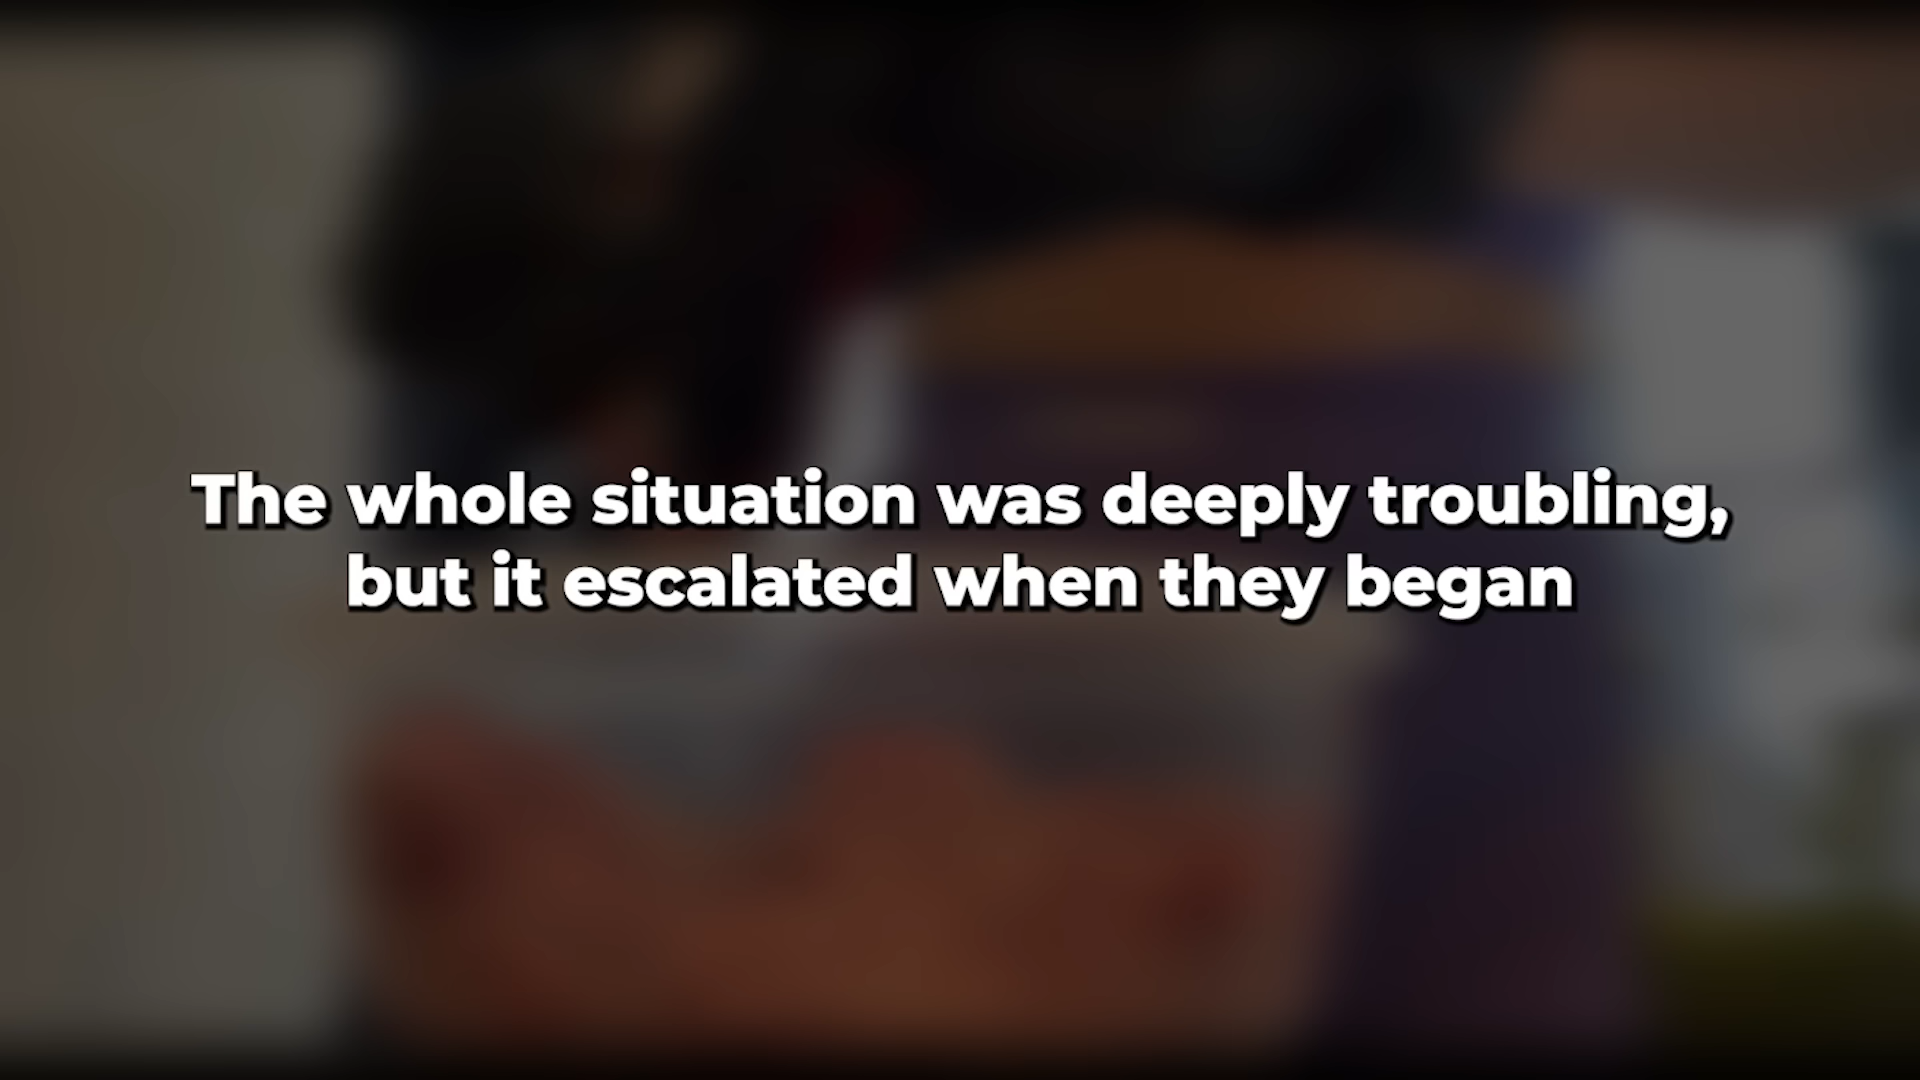 The whole situation was deeply troubling,
but it escalated when they began